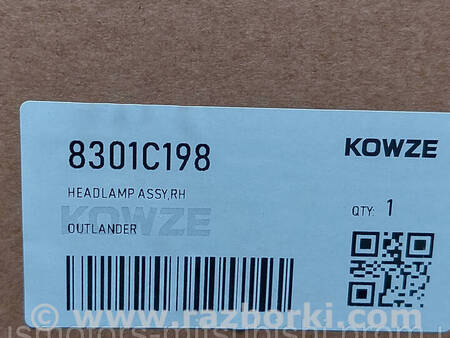 8301C198
KOWZE
HEADLAMP ASSY,RH
KOWZE
QTY: 1
OUTLANDER
www.razborki.com